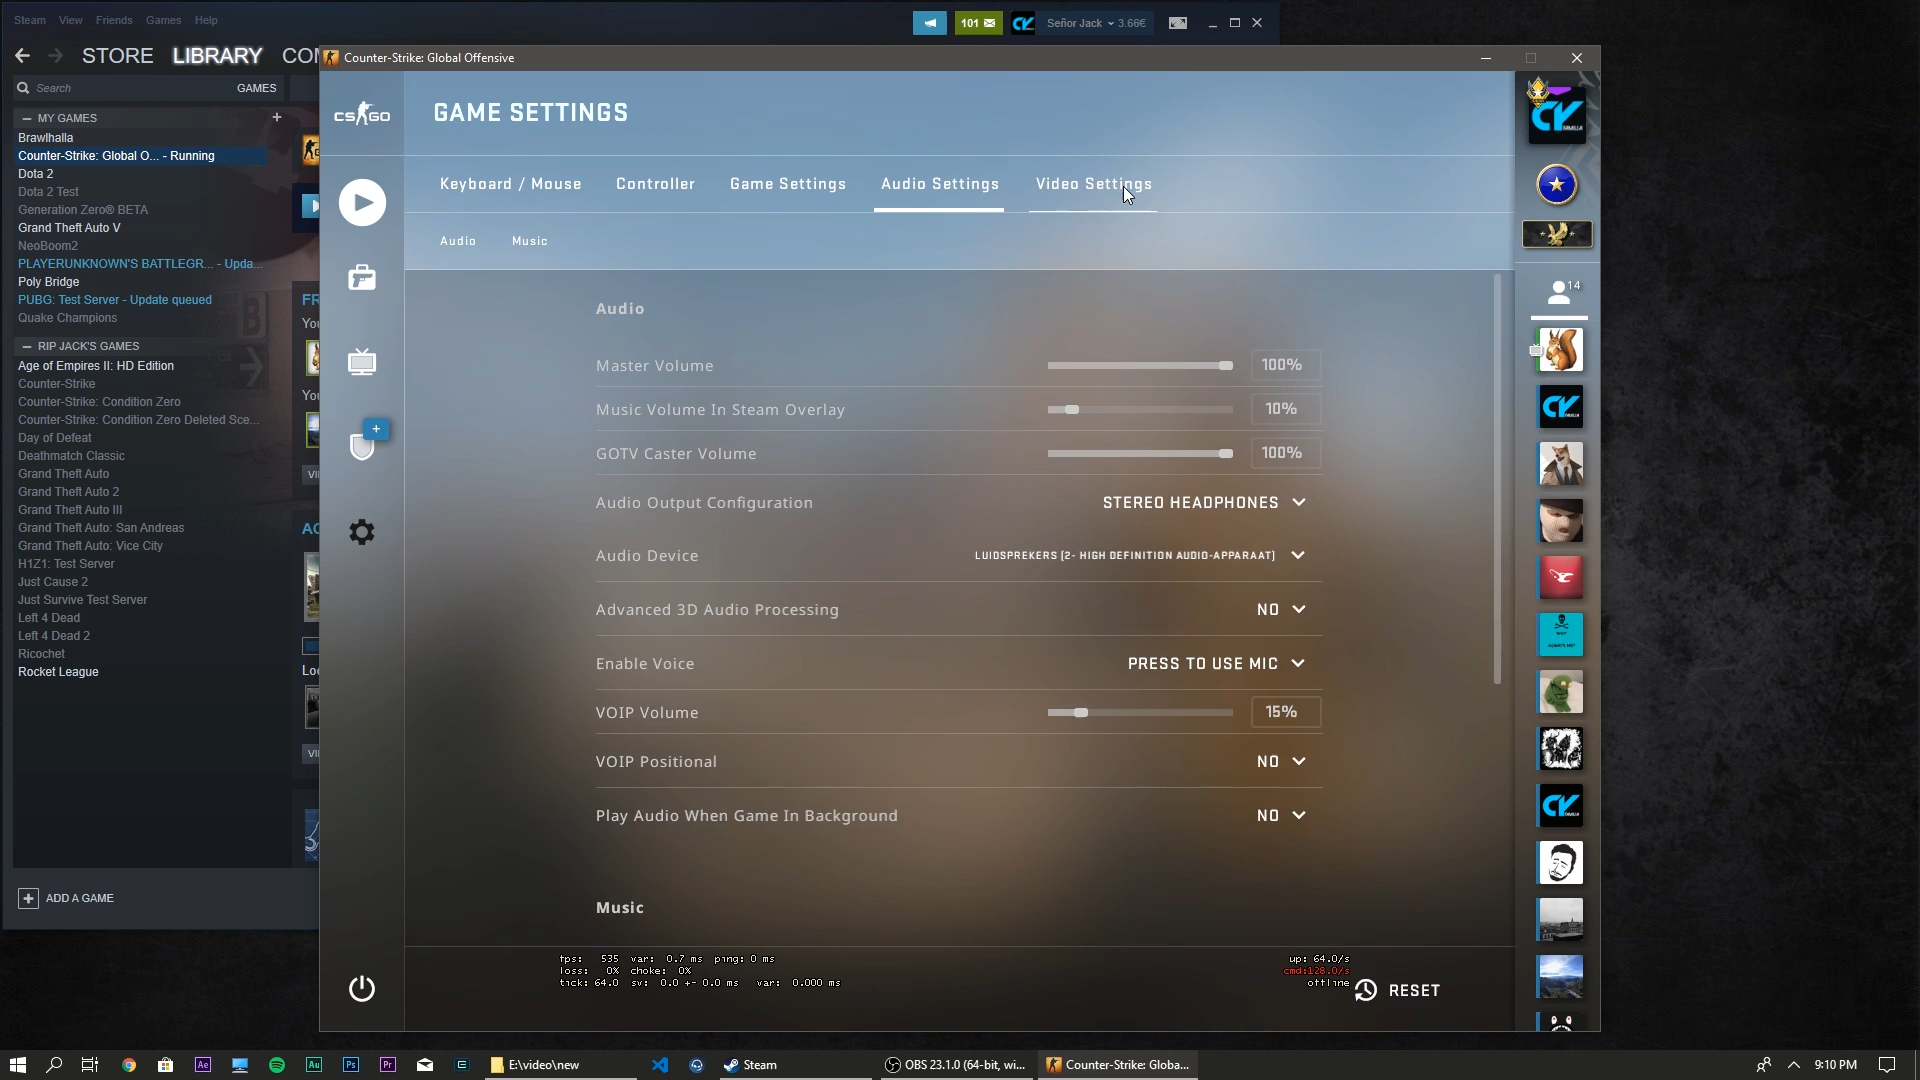 Steam View Friends Games Help
101
Señor Jack 3.66€
STORE LIBRARY COM
Search
GAMES
MY GAMES
Brawlhalla
Counter-Strike: Global O... - Running
Dota 2
Dota 2 Test
Generation Zero® BETA
Grand Theft Auto V
NeoBoom2
PLAYERUNKNOWN'S BATTLEGR... - Upda...
Poly Bridge
PUBG: Test Server - Update queued
Quake Champions
RIP JACK'S GAMES
Age of Empires II: HD Edition
Counter-Strike
Counter-Strike: Condition Zero
Counter-Strike: Condition Zero Deleted Sce...
Day of Defeat
Deathmatch Classic
Grand Theft Auto
Grand Theft Auto 2
Grand Theft Auto III
Grand Theft Auto: San Andreas
Grand Theft Auto: Vice City
H1Z1: Test Server
Just Cause 2
Just Survive Test Server
Left 4 Dead
Left 4 Dead 2
Ricochet
Rocket League
ADD A GAME
FR
You
You
VI
AC
Loc
VI
Counter-Strike: Global Offensive
CS GO
GAME SETTINGS
Keyboard / Mouse
Controller
Game Settings
Audio Settings
Video Settings
Audio
Music
Audio
Master Volume 100%
Music Volume In Steam Overlay 10%
GOTV Caster Volume 100%
Audio Output Configuration STEREO HEADPHONES
Audio Device LUIDSPREKERS (2- HIGH DEFINITION AUDIO-APPARAAT)
Advanced 3D Audio Processing NO
Enable Voice PRESS TO USE MIC
VOIP Volume 15%
VOIP Positional NO
Play Audio When Game In Background NO
Music
fps: 535 var: 0.7 ms ping: 0 ms
loss: 0% choke: 0%
tick: 64.0 sv: 0.0 +- 0.0 ms var: 0.000 ms
up: 64.0/s
cmd:128.0/s
offline
RESET
14
E:\video\new
Steam
OBS 23.1.0 (64-bit, wi...
Counter-Strike: Globa...
9:10 PM